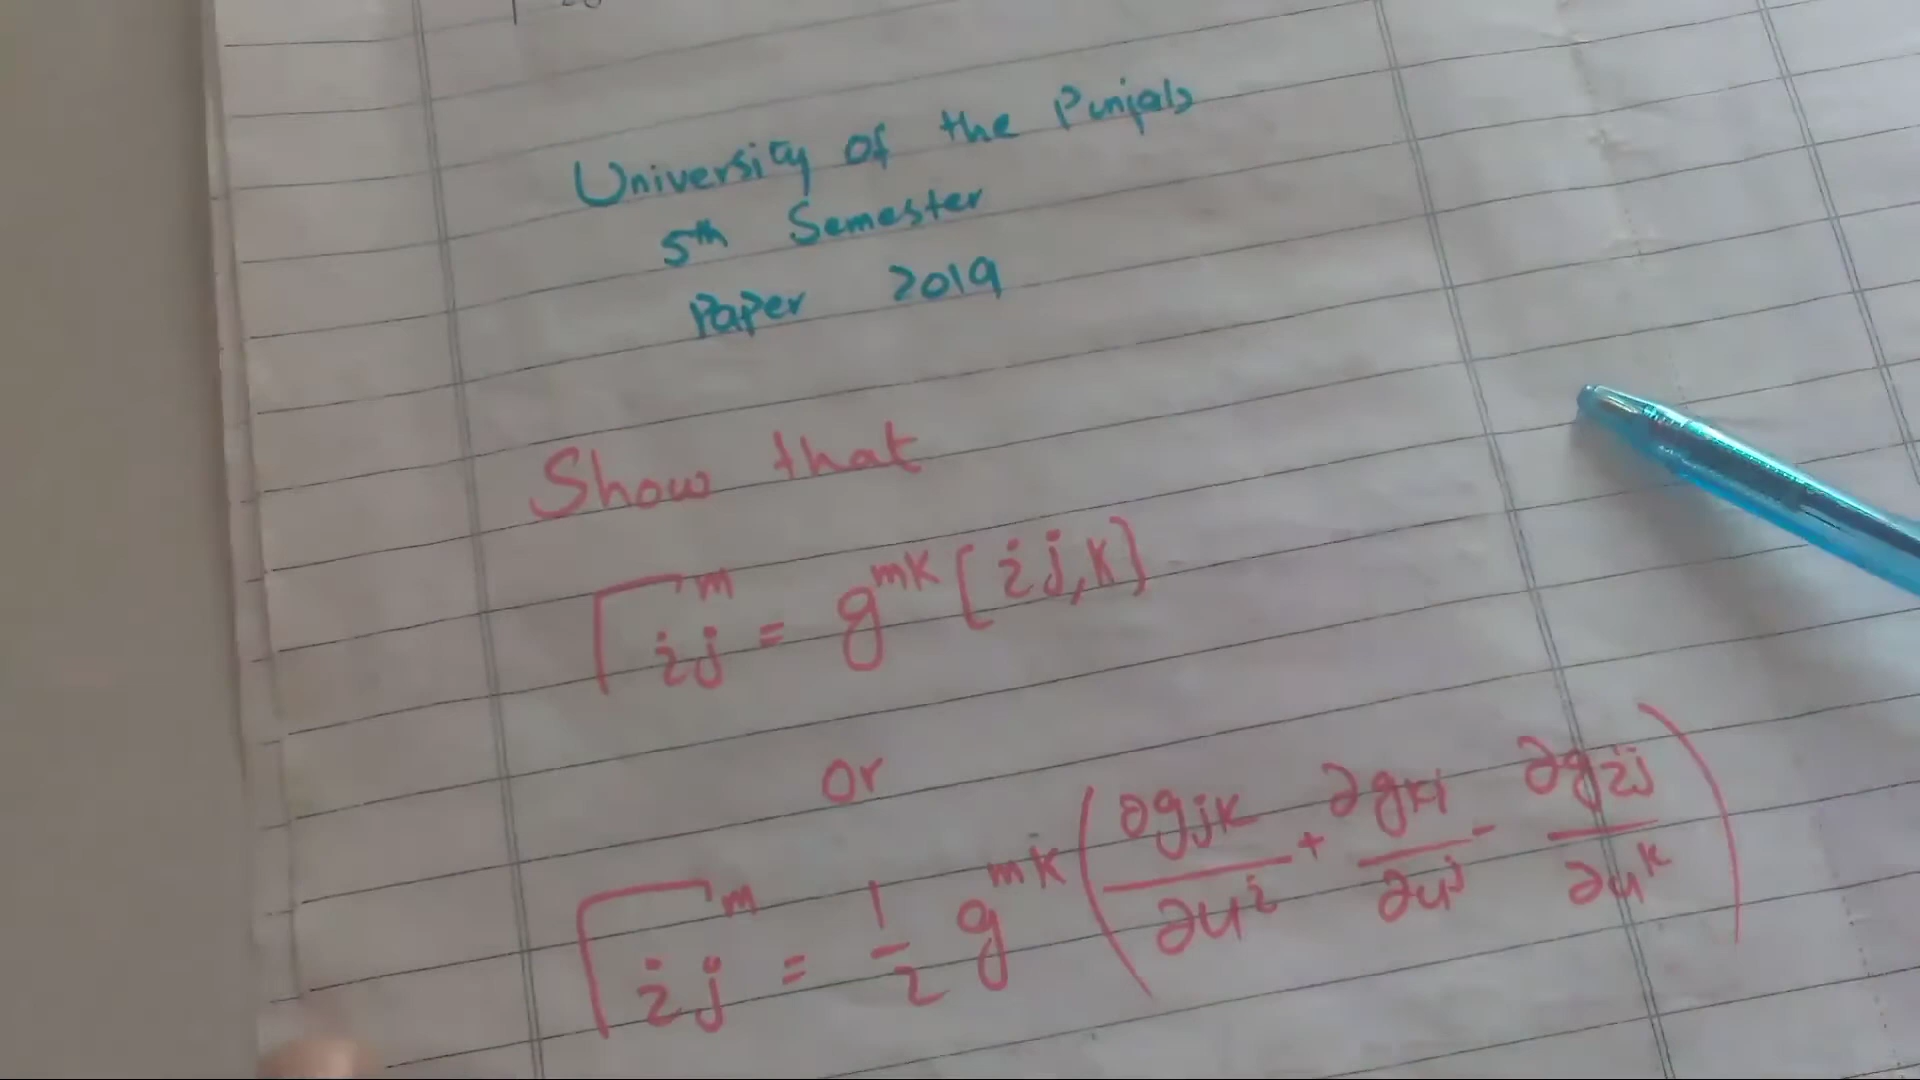 University of the Punjab
5th Semester
Paper 2019
Show that
Γ^m_ij = g^mk [ij,k]
or
Γ^m_ij = 1/2 g^mk (∂g_jk/∂u^i + ∂g_ki/∂u^j - ∂g_ij/∂u^k)